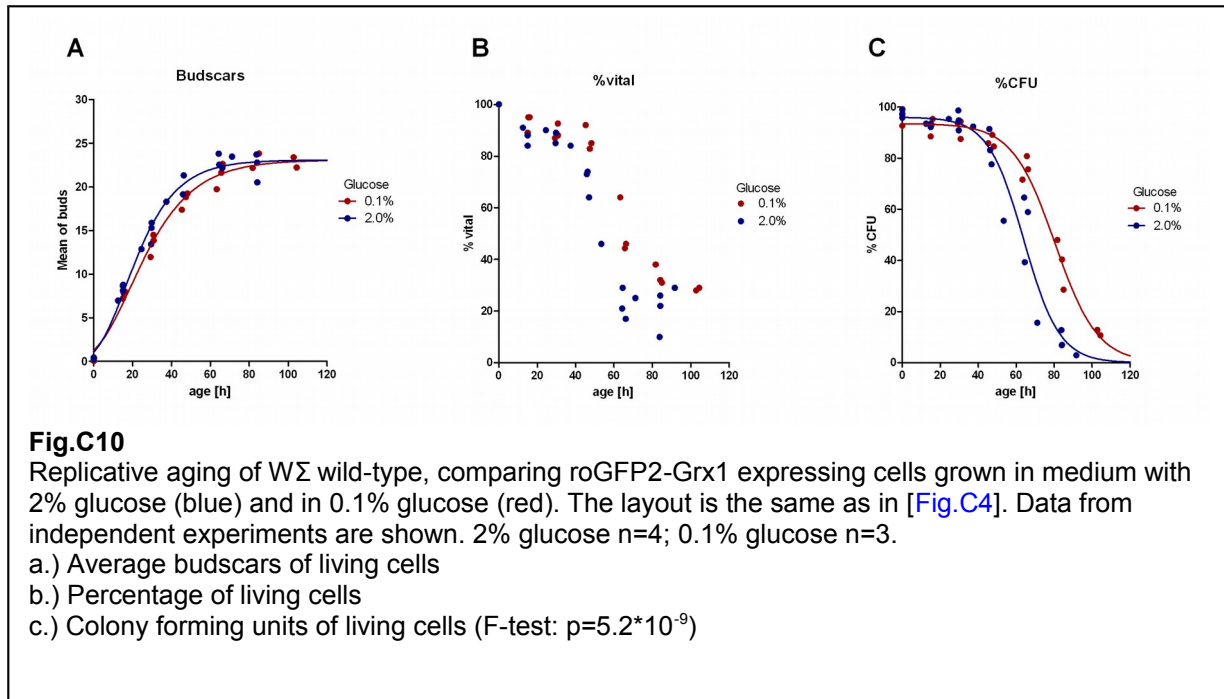 A
Budscars
30
25
20
15
10
5
0
Mean of buds
0 20 40 60 80 100 120
age [h]
Glucose
0.1%
2.0%
B
%vital
100
80
60
40
20
0
% vital
0 20 40 60 80 100 120
age [h]
Glucose
0.1%
2.0%
C
%CFU
100
80
60
40
20
0
% CFU
0 20 40 60 80 100 120
age [h]
Glucose
0.1%
2.0%
Fig.C10
Replicative aging of WΣ wild-type, comparing roGFP2-Grx1 expressing cells grown in medium with
2% glucose (blue) and in 0.1% glucose (red). The layout is the same as in [Fig.C4]. Data from
independent experiments are shown. 2% glucose n=4; 0.1% glucose n=3.
a.) Average budscars of living cells
b.) Percentage of living cells
c.) Colony forming units of living cells (F-test: p=5.2*10⁻⁹)